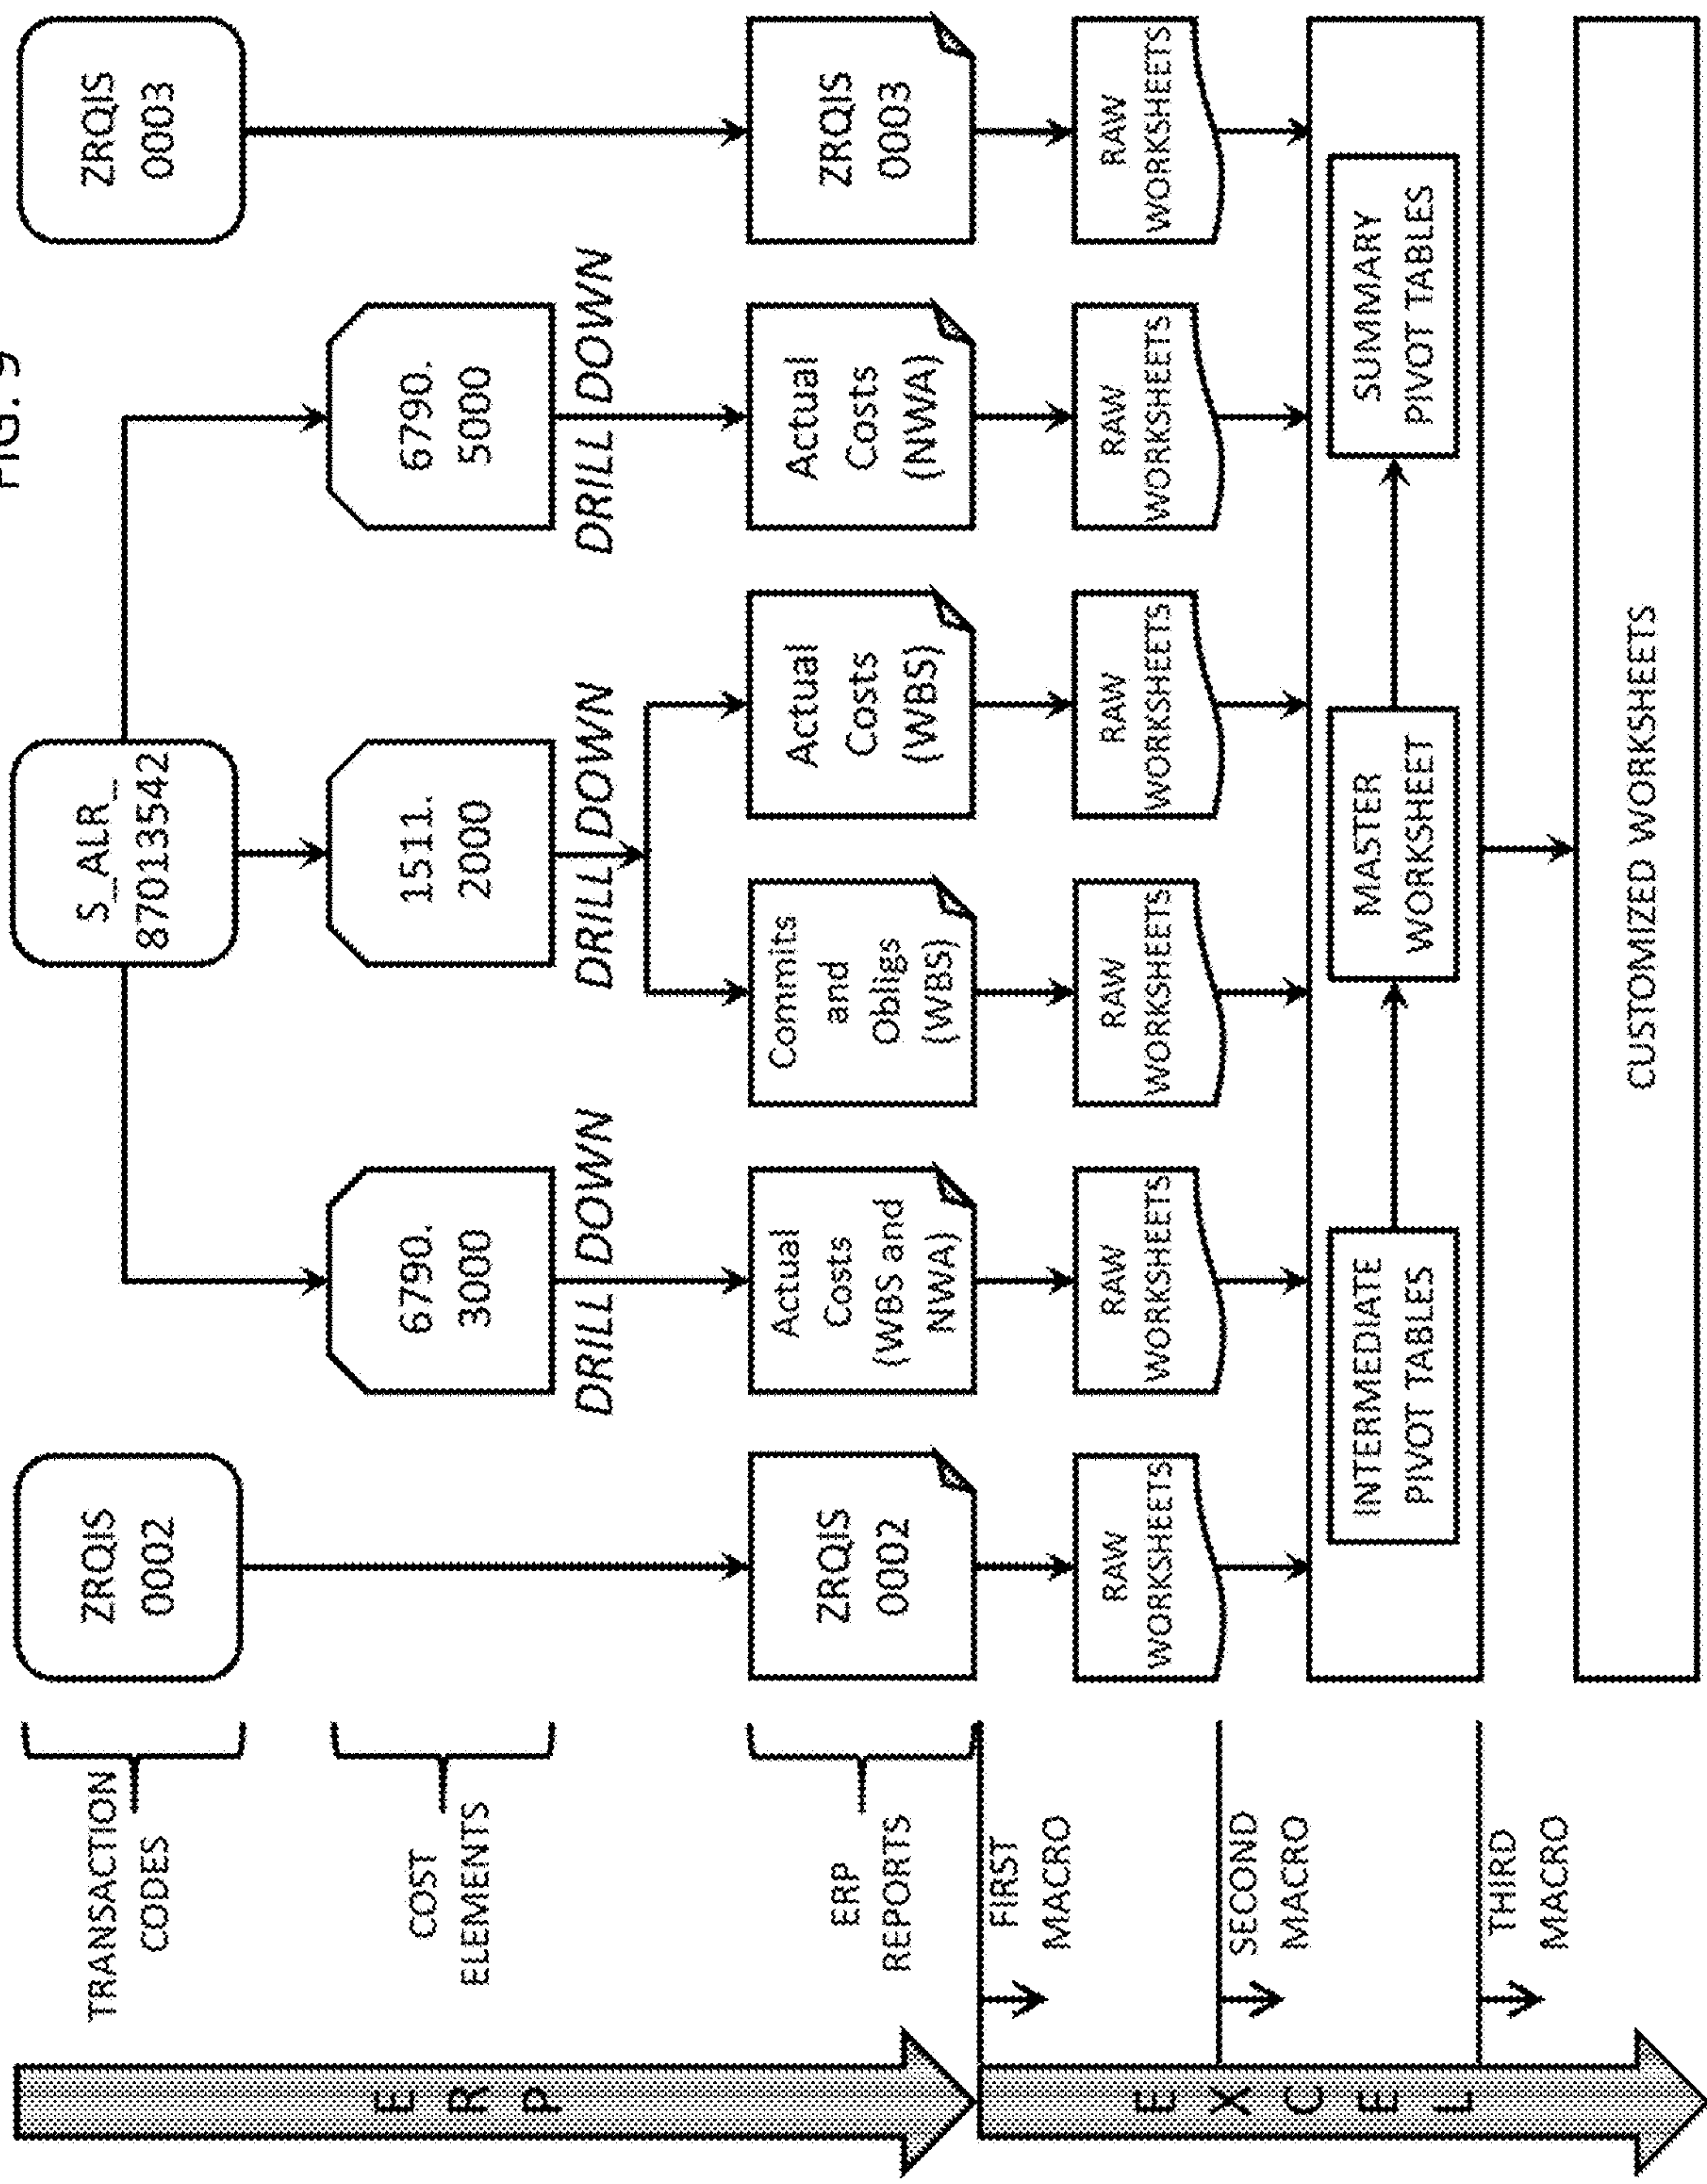 FIG. 9
TRANSACTION
CODES
ZRQIS
0002
S_ALR_
87013542
ZRQIS
0003
COST
ELEMENTS
6790.
3000
1511.
2000
6790.
5000
DRILL DOWN
DRILL DOWN
DRILL DOWN
ERP
REPORTS
ZRQIS
0002
Actual
Costs
(WBS and
NWA)
Commits
and
Obligs
(WBS)
Actual
Costs
(WBS)
Actual
Costs
(NWA)
ZRQIS
0003
ERP
FIRST
MACRO
RAW
WORKSHEETS
RAW
WORKSHEETS
RAW
WORKSHEETS
RAW
WORKSHEETS
RAW
WORKSHEETS
RAW
WORKSHEETS
SECOND
MACRO
INTERMEDIATE
PIVOT TABLES
MASTER
WORKSHEET
SUMMARY
PIVOT TABLES
THIRD
MACRO
CUSTOMIZED WORKSHEETS
EXCEL